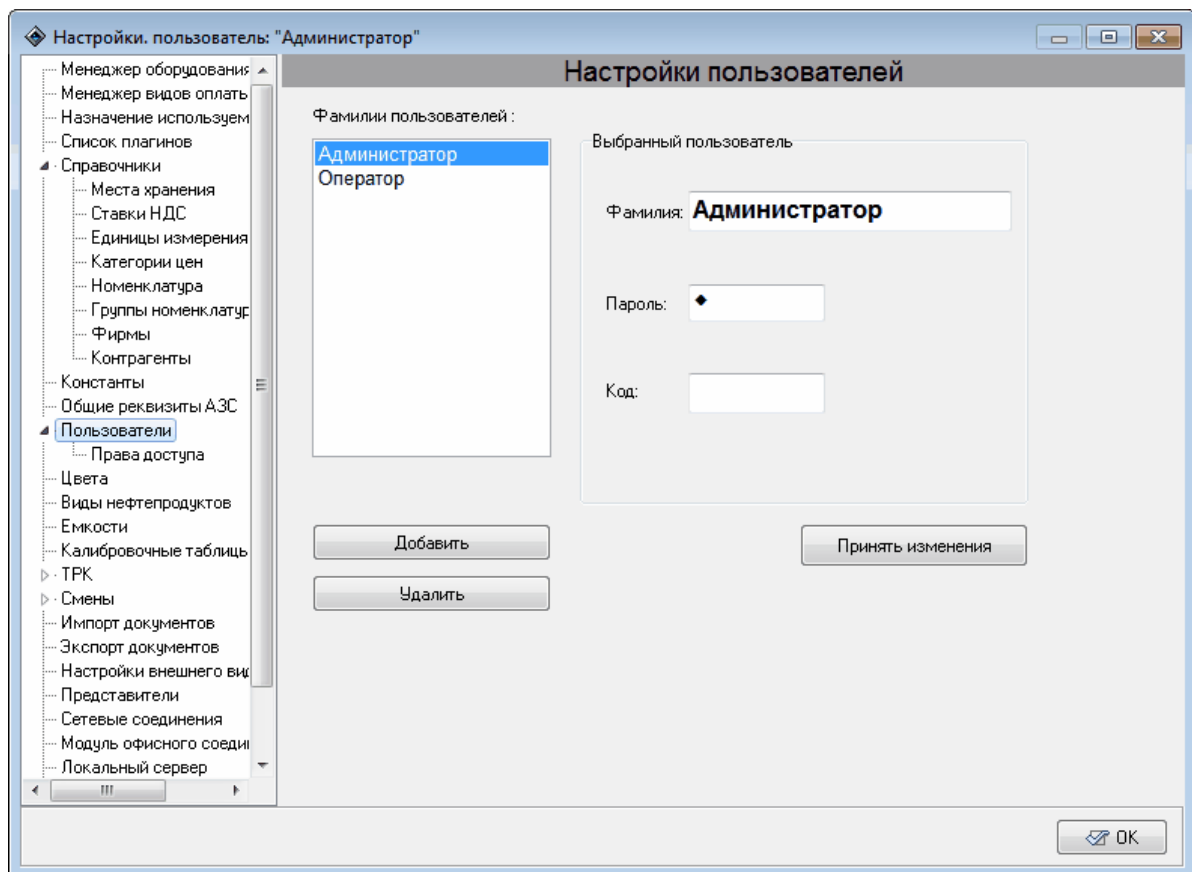 Настройки. пользователь: "Администратор"
Менеджер оборудования
Менеджер видов оплаты
Назначение используем
Список плагинов
Справочники
Места хранения
Ставки НДС
Единицы измерения
Категории цен
Номенклатура
Группы номенклатур
Фирмы
Контрагенты
Константы
Общие реквизиты АЗС
Пользователи
Права доступа
Цвета
Виды нефтепродуктов
Емкости
Калибровочные таблицы
ТРК
Смены
Импорт документов
Экспорт документов
Настройки внешнего вид
Представители
Сетевые соединения
Модуль офисного соеди
Локальный сервер
Настройки пользователей
Фамилии пользователей :
Администратор
Оператор
Выбранный пользователь
Фамилия: Администратор
Пароль:
Код:
Добавить
Удалить
Принять изменения
OK